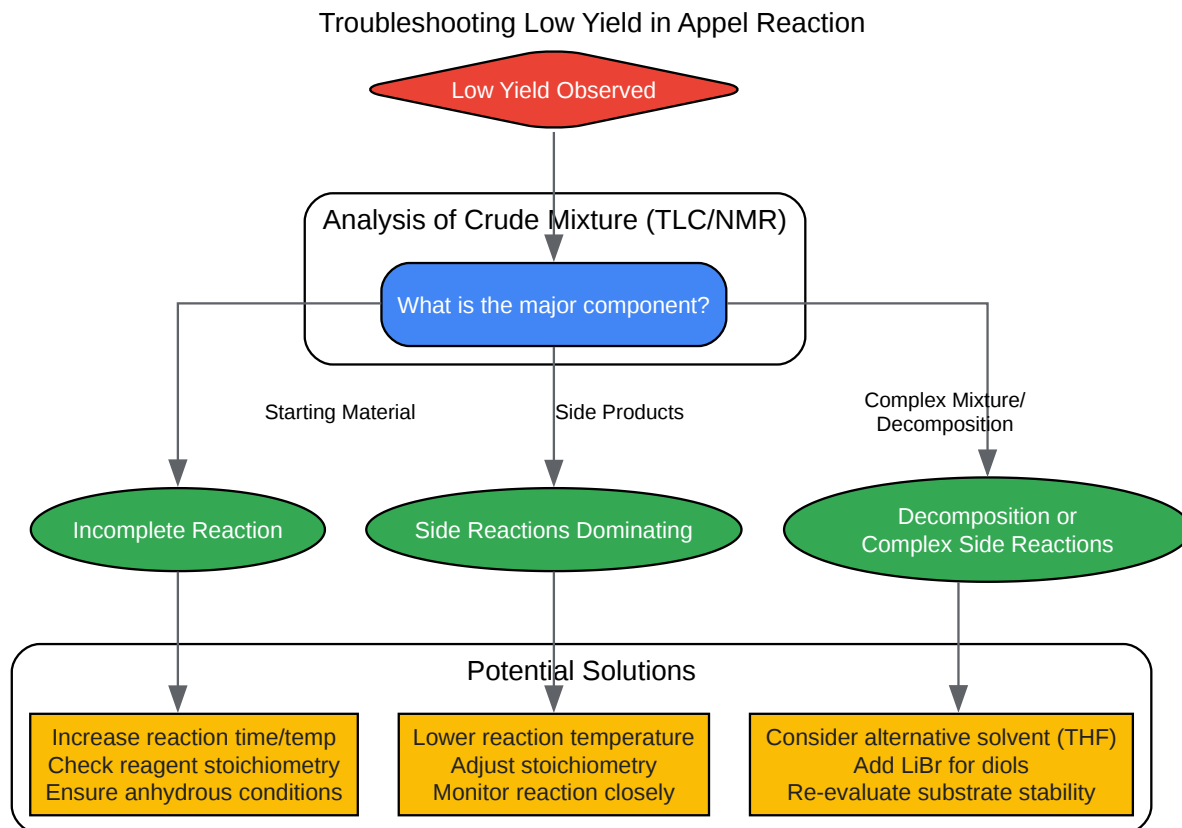 Troubleshooting Low Yield in Appel Reaction
Low Yield Observed
Analysis of Crude Mixture (TLC/NMR)
What is the major component?
Starting Material
Side Products
Complex Mixture/
Decomposition
Incomplete Reaction
Side Reactions Dominating
Decomposition or
Complex Side Reactions
Potential Solutions
Increase reaction time/temp
Check reagent stoichiometry
Ensure anhydrous conditions
Lower reaction temperature
Adjust stoichiometry
Monitor reaction closely
Consider alternative solvent (THF)
Add LiBr for diols
Re-evaluate substrate stability